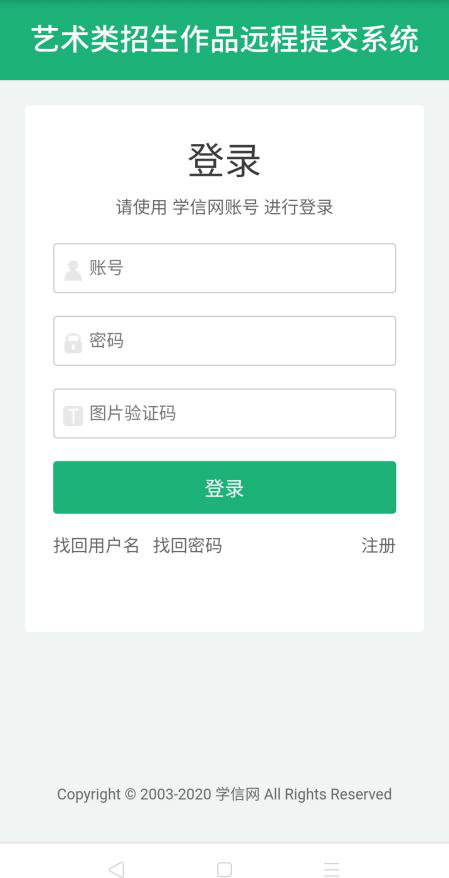 艺术类招生作品远程提交系统
登录
请使用 学信网账号 进行登录
账号
密码
T 图片验证码
登录
找回用户名 找回密码 注册
Copyright © 2003-2020 学信网 All Rights Reserved